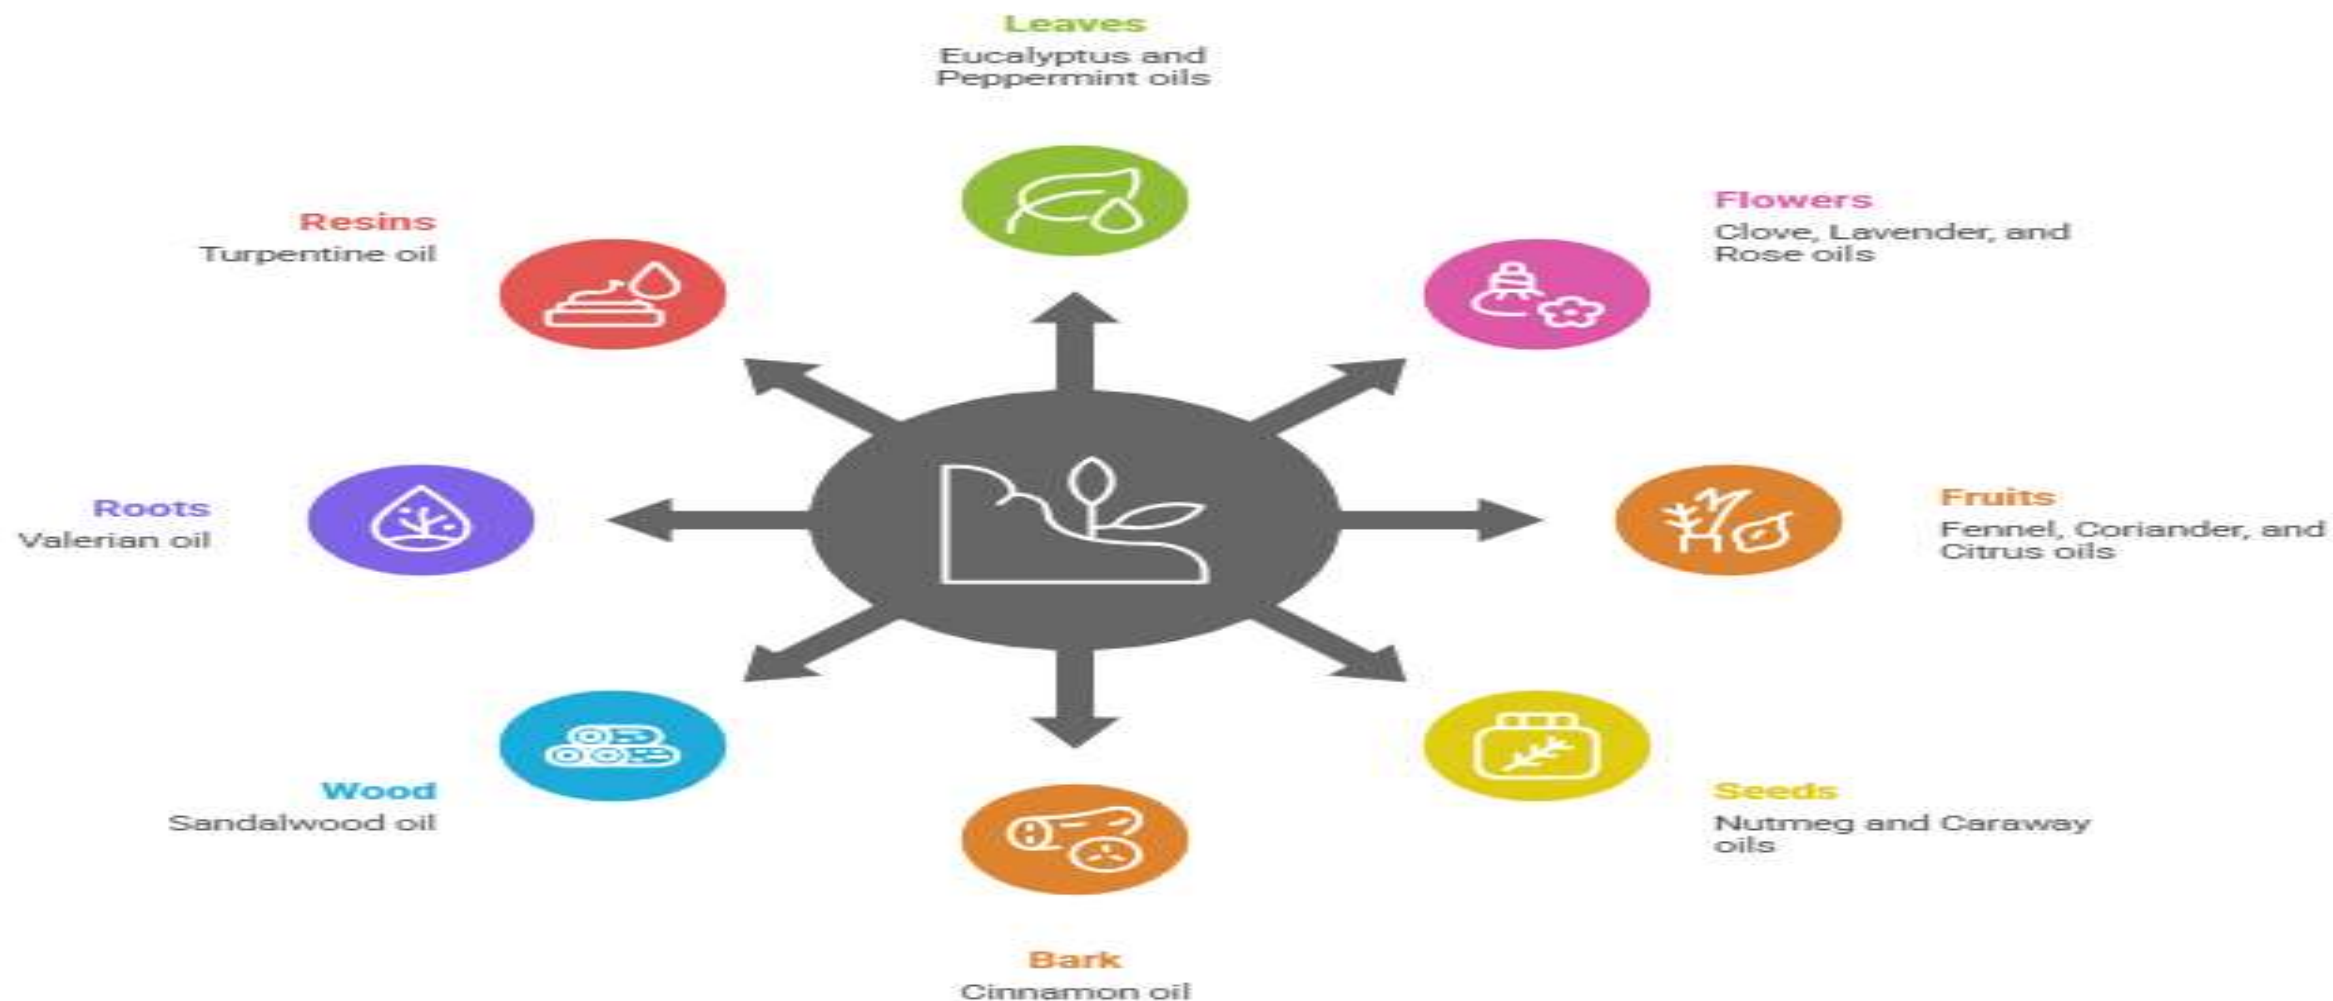 Leaves
Eucalyptus and
Peppermint oils
Flowers
Clove, Lavender, and
Rose oils
Resins
Turpentine oil
Fruits
Fennel, Coriander, and
Citrus oils
Roots
Valerian oil
Seeds
Nutmeg and Caraway
oils
Wood
Sandalwood oil
Bark
Cinnamon oil